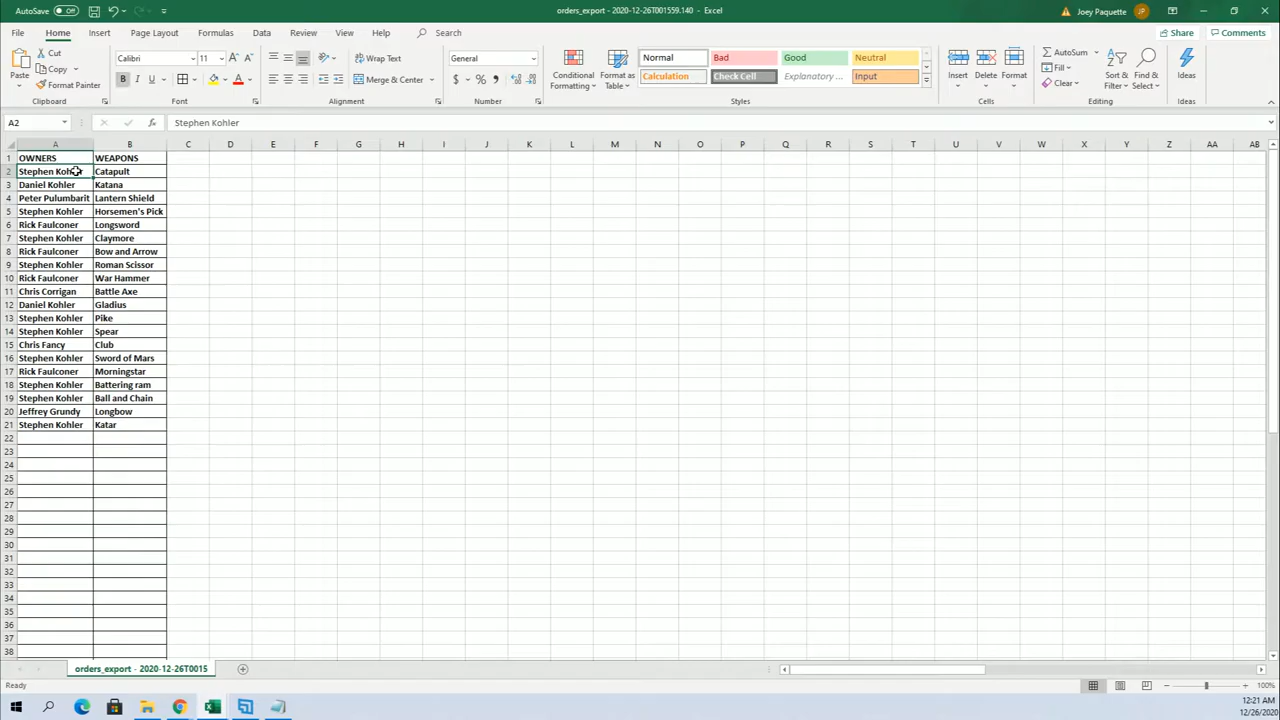 AutoSave Off orders_export - 2020-12-26T001559.140 - Excel Joey Paquette JP
File Home Insert Page Layout Formulas Data Review View Help Search Share Comments
Paste Cut Copy Format Painter Clipboard
Calibri 11 A A B I U A Font
Wrap Text Merge & Center Alignment
General $ % , Number
Conditional Formatting Format as Table
Normal Bad Good Neutral
Calculation Check Cell Explanatory ... Input
Styles
Insert Delete Format Cells
AutoSum Fill Clear Sort & Filter Find & Select Editing
Ideas Ideas
A2 fx Stephen Kohler
A B C D E F G H I J K L M N O P Q R S T U V W X Y Z AA AB
1 OWNERS WEAPONS
2 Stephen Kohler Catapult
3 Daniel Kohler Katana
4 Peter Pulumbarit Lantern Shield
5 Stephen Kohler Horsemen's Pick
6 Rick Faulconer Longsword
7 Stephen Kohler Claymore
8 Rick Faulconer Bow and Arrow
9 Stephen Kohler Roman Scissor
10 Rick Faulconer War Hammer
11 Chris Corrigan Battle Axe
12 Daniel Kohler Gladius
13 Stephen Kohler Pike
14 Stephen Kohler Spear
15 Chris Fancy Club
16 Stephen Kohler Sword of Mars
17 Rick Faulconer Morningstar
18 Stephen Kohler Battering ram
19 Stephen Kohler Ball and Chain
20 Jeffrey Grundy Longbow
21 Stephen Kohler Katar
22
23
24
25
26
27
28
29
30
31
32
33
34
35
36
37
38
orders_export - 2020-12-26T0015
Ready 100%
12:21 AM
12/26/2020